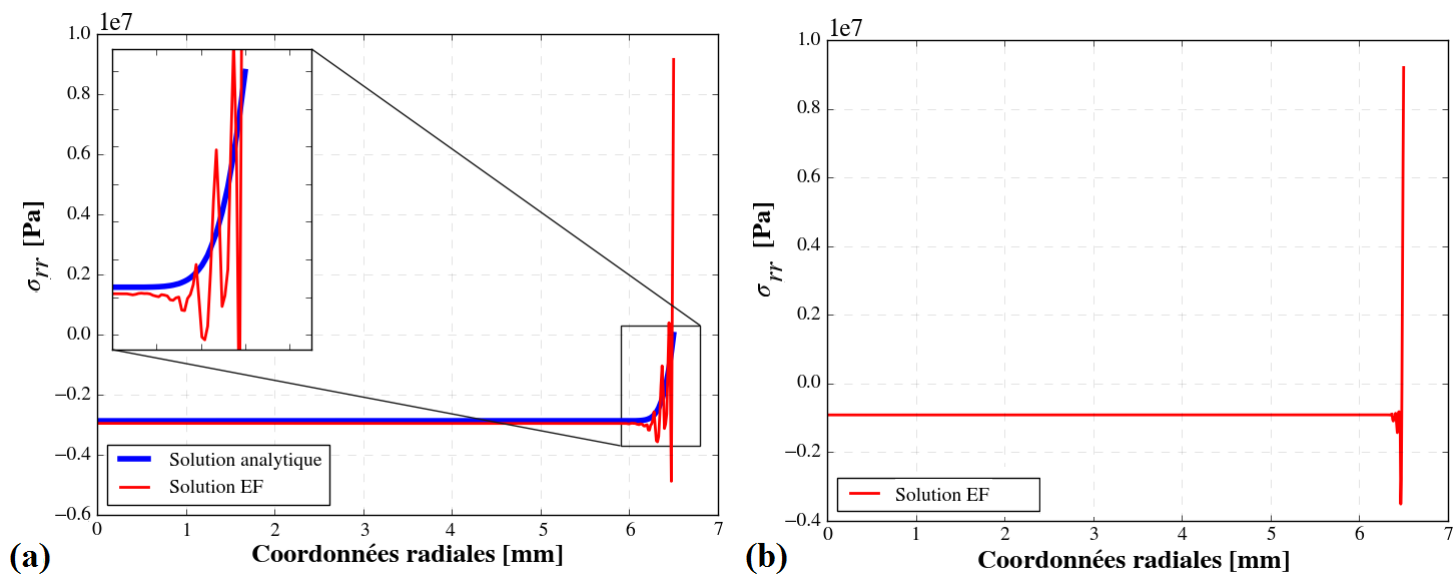 1e7
1.0
0.8
0.6
0.4
0.2
0.0
−0.2
−0.4
−0.6
σrr [Pa]
Solution analytique
Solution EF
0 1 2 3 4 5 6 7
Coordonnées radiales [mm]
(a)
1e7
1.0
0.8
0.6
0.4
0.2
0.0
−0.2
−0.4
σrr [Pa]
Solution EF
0 1 2 3 4 5 6 7
Coordonnées radiales [mm]
(b)